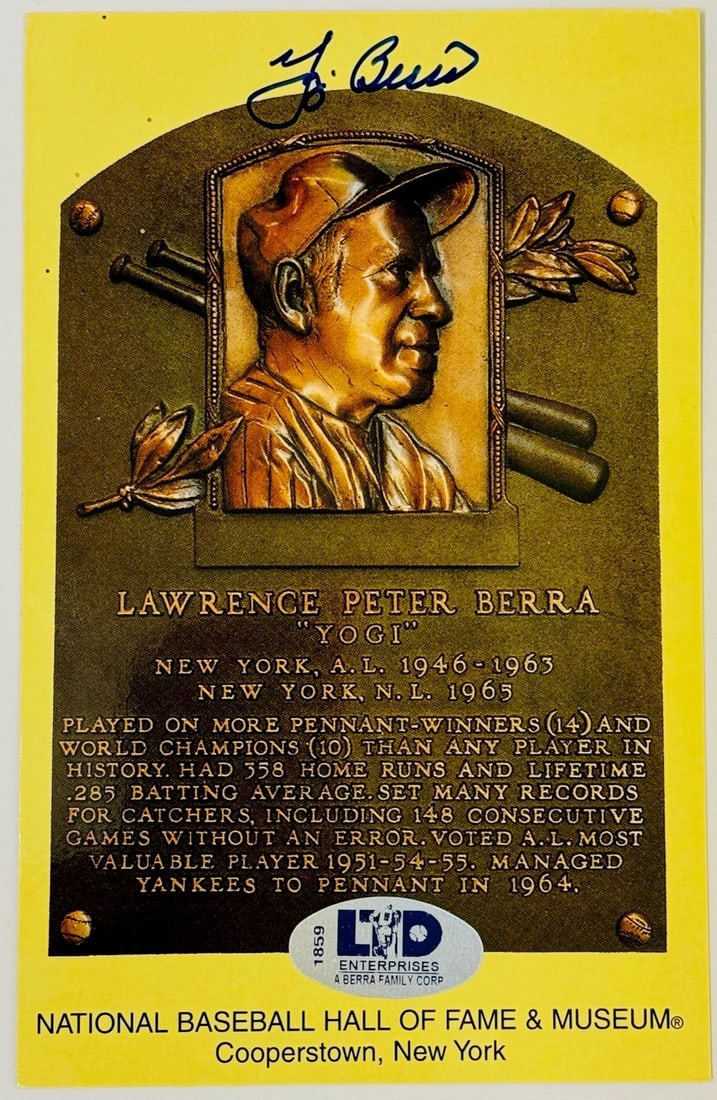 Yogi Berra
LAWRENCE PETER BERRA
"YOGI"
NEW YORK, A.L. 1946-1963
NEW YORK, N.L. 1965
PLAYED ON MORE PENNANT-WINNERS (14) AND
WORLD CHAMPIONS (10) THAN ANY PLAYER IN
HISTORY. HAD 358 HOME RUNS AND LIFETIME
.285 BATTING AVERAGE. SET MANY RECORDS
FOR CATCHERS, INCLUDING 148 CONSECUTIVE
GAMES WITHOUT AN ERROR. VOTED A.L. MOST
VALUABLE PLAYER 1951-54-55. MANAGED
YANKEES TO PENNANT IN 1964.
1859
LTD
ENTERPRISES
A BERRA FAMILY CORP
NATIONAL BASEBALL HALL OF FAME & MUSEUM®
Cooperstown, New York